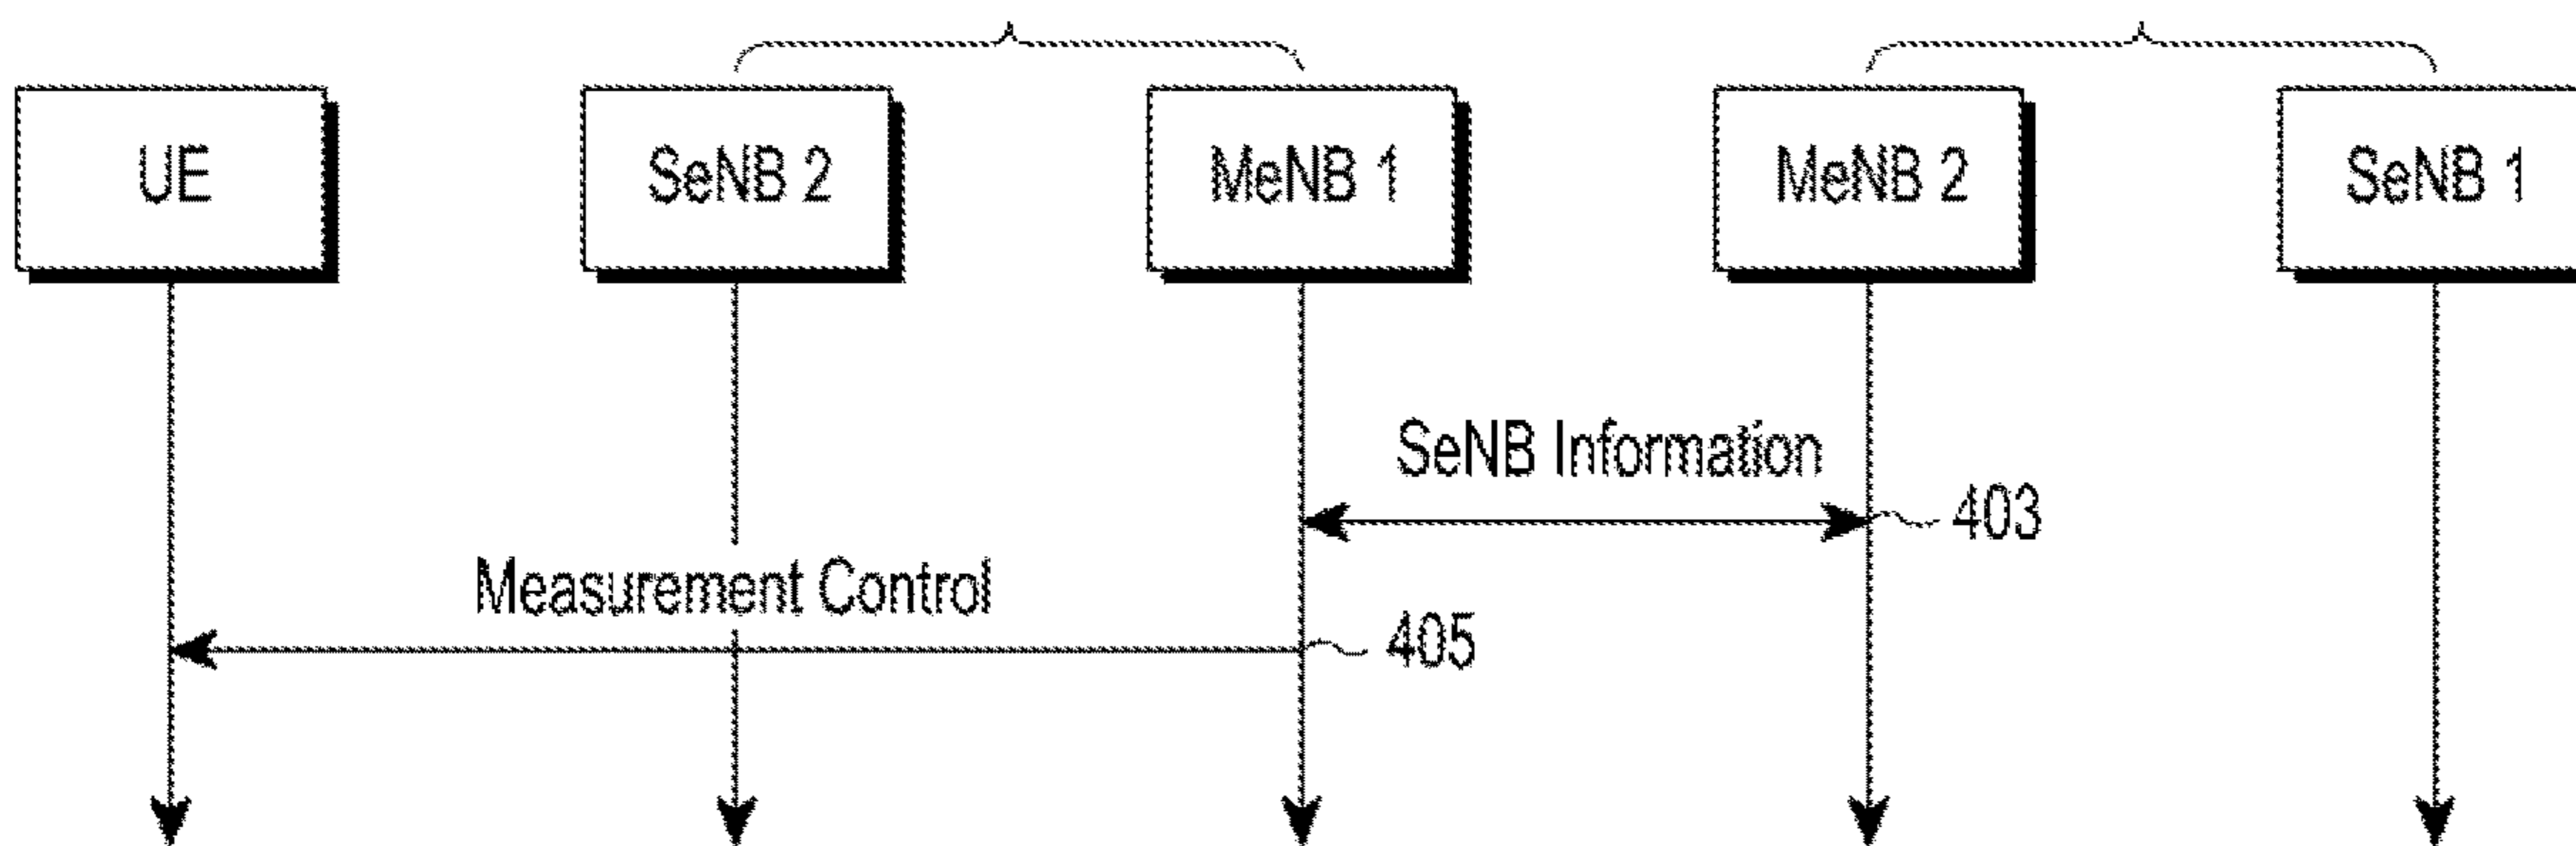 UE
SeNB 2
MeNB 1
MeNB 2
SeNB 1
SeNB Information
403
Measurement Control
405